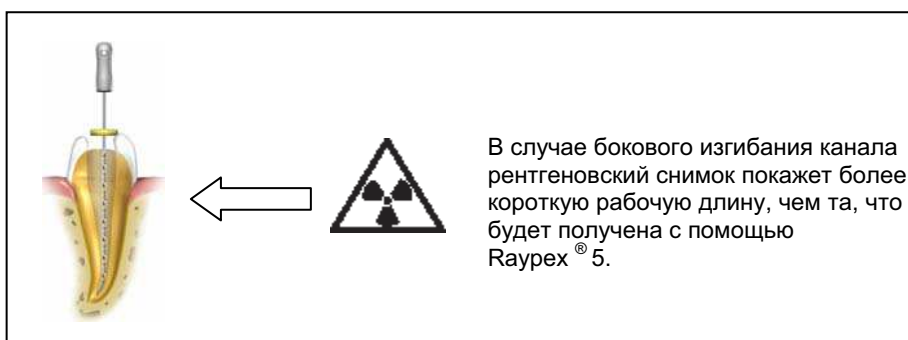 В случае бокового изгибания канала
рентгеновский снимок покажет более
короткую рабочую длину, чем та, что
будет получена с помощью
Raypex ® 5.